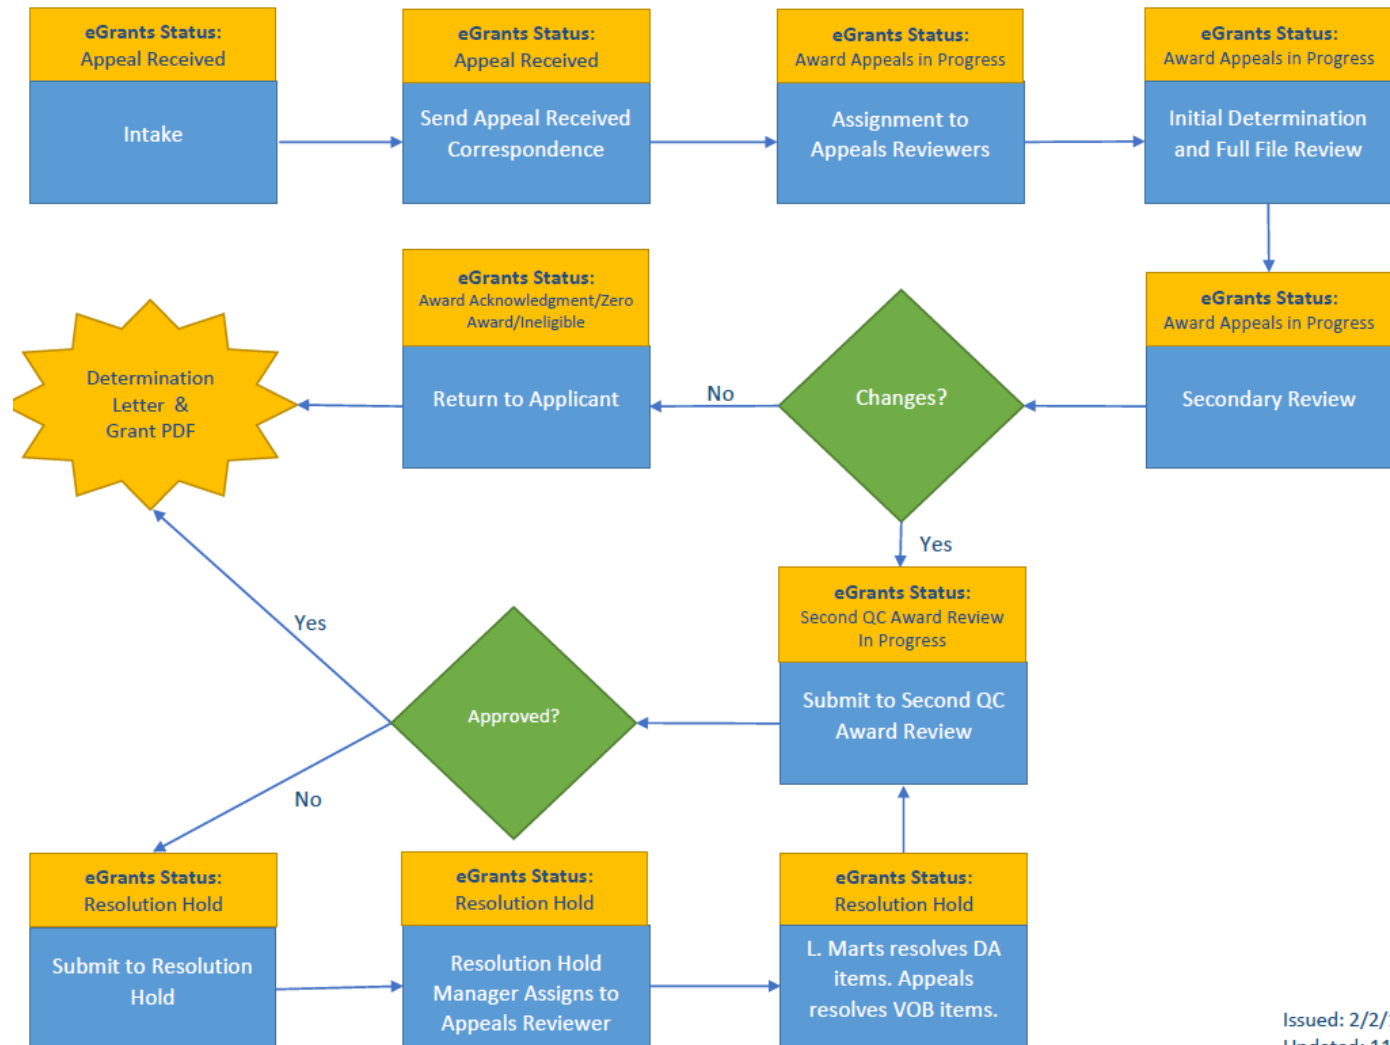 eGrants Status:
Appeal Received
Intake
eGrants Status:
Appeal Received
Send Appeal Received
Correspondence
eGrants Status:
Award Appeals in Progress
Assignment to
Appeals Reviewers
eGrants Status:
Award Appeals in Progress
Initial Determination
and Full File Review
eGrants Status:
Award Appeals in Progress
Secondary Review
Changes?
No
eGrants Status:
Award Acknowledgment/Zero
Award/Ineligible
Return to Applicant
Determination
Letter &
Grant PDF
Yes
eGrants Status:
Second QC Award Review
In Progress
Submit to Second QC
Award Review
Approved?
Yes
No
eGrants Status:
Resolution Hold
Submit to Resolution
Hold
eGrants Status:
Resolution Hold
Resolution Hold
Manager Assigns to
Appeals Reviewer
eGrants Status:
Resolution Hold
L. Marts resolves DA
items. Appeals
resolves VOB items.
Issued: 2/2/
Updated: 11